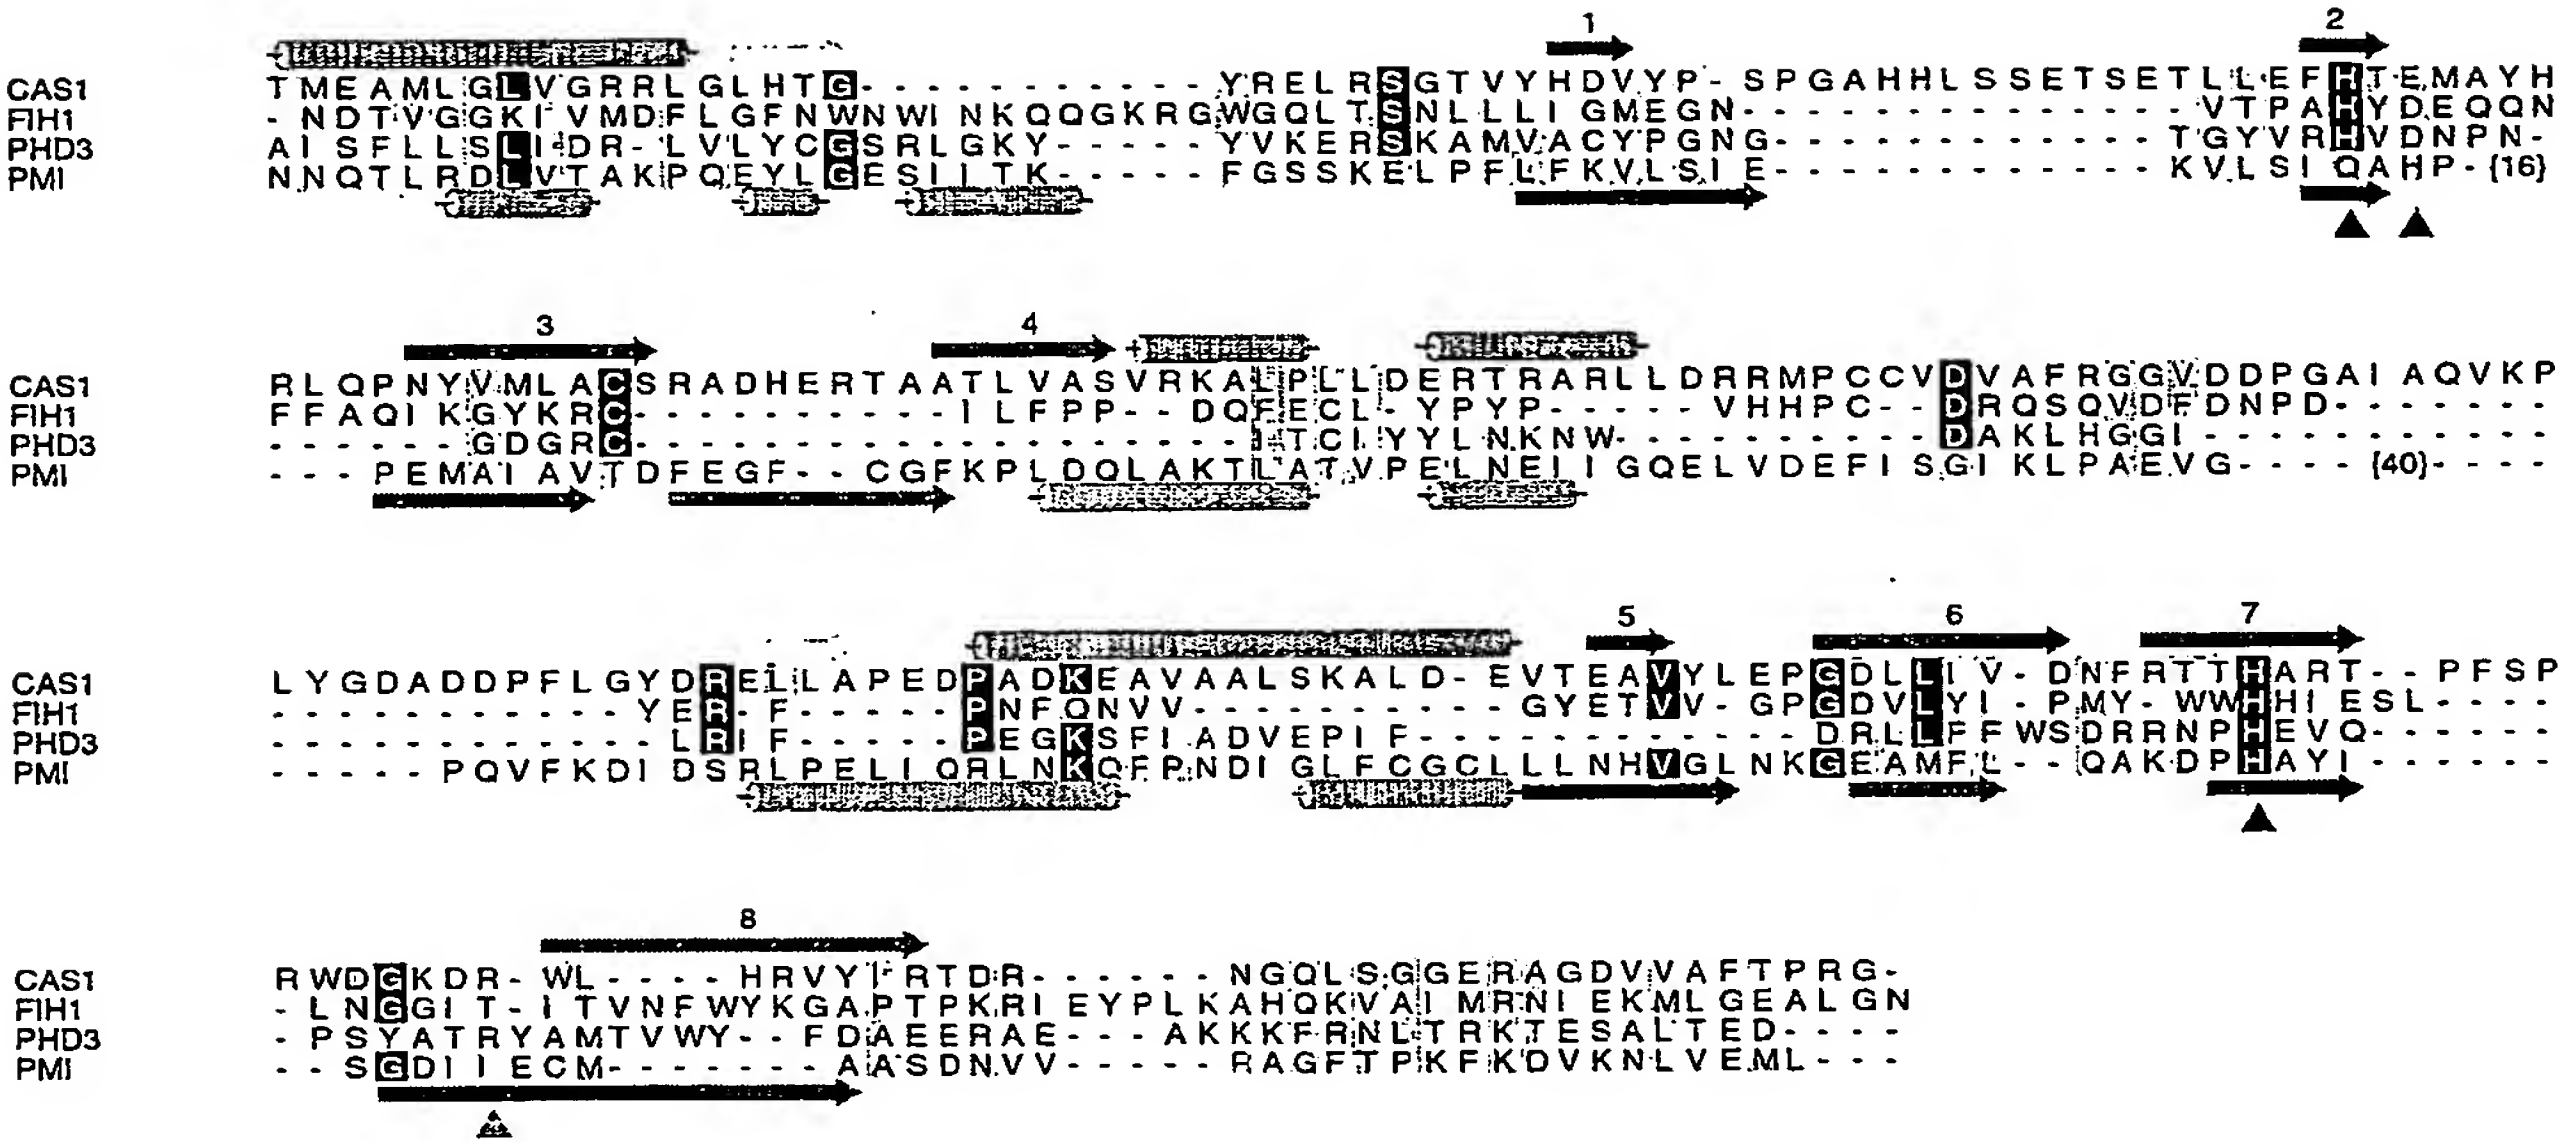 1 2
CAS1 TMEAMLGLVGRRLGLHTG-----------YRELRSGTVYHDVYP-SPGAHHLSSETSETLLEFHTEMAYH
FIH1 -NDTVGGKIVMDFLGFNWNWINKQQGKRGWGQLTSNLLLIGMEGN--------------VTPAHYDEQQN
PHD3 AISFLLSLIDR-LVLYCGSRLGKY-----YVKERSKAMVACYPGNG------------TGYVRHVDNPN-
PMI NNQTLRDLVTAKPQEYLGESIITK-----FGSSKELPFLFKVLSIE------------KVLSIQAHP-{16}
3 4
CAS1 RLQPNYVMLACSRADHERTAATLVASVRKALPLLDERTRARLLDRRMPCCVDVAFRGGVDDPGAIAQVKP
FIH1 FFAQIKGYKRC----------ILFPP--DQFECL-YPYP-----VHHPC--DRQSQVDFDNPD-------
PHD3 ------GDGRC-------------------ITCIYYLNKNW----------DAKLHGGI-----------
PMI ---PEMAIAVTDFEGF--CGFKPLDQLAKTLATVPELNEIIGQELVDEFISGIKLPAEVG----{40}----
5 6 7
CAS1 LYGDADDPFLGYDRELLAPEDPADKEAVAALSKALD-EVTEAVYLEPGDLLIV-DNFRTTHART--PFSP
FIH1 -----------YER-F-----PNFQNVV----------GYETVV-GPGDVLYI-PMY-WWHHIESL----
PHD3 ------------LRIF-----PEGKSFIADVEPIF------------DRLLFFWSDRRNPHEVQ------
PMI -----PQVFKDIDSRLPELIQRLNKQFPNDIGLFCGCLLLNHVGLNKGEAMFL--QAKDPHAYI------
8
CAS1 RWDGKDR-WL----HRVYIFRTDR------NGQLSGGERAGDVVAFTPRG-
FIH1 -LNGGIT-ITVNFWYKGAPTPKRIEYPLKAHQKVAIMRNIEKMLGEALGN
PHD3 -PSYATRYAMTVWY--FDAEERAE---AKKKFRNLTRKTESALTED----
PMI --SGDIIECM-------AASDNVV-----RAGFTPKFKDVKNLVEML---